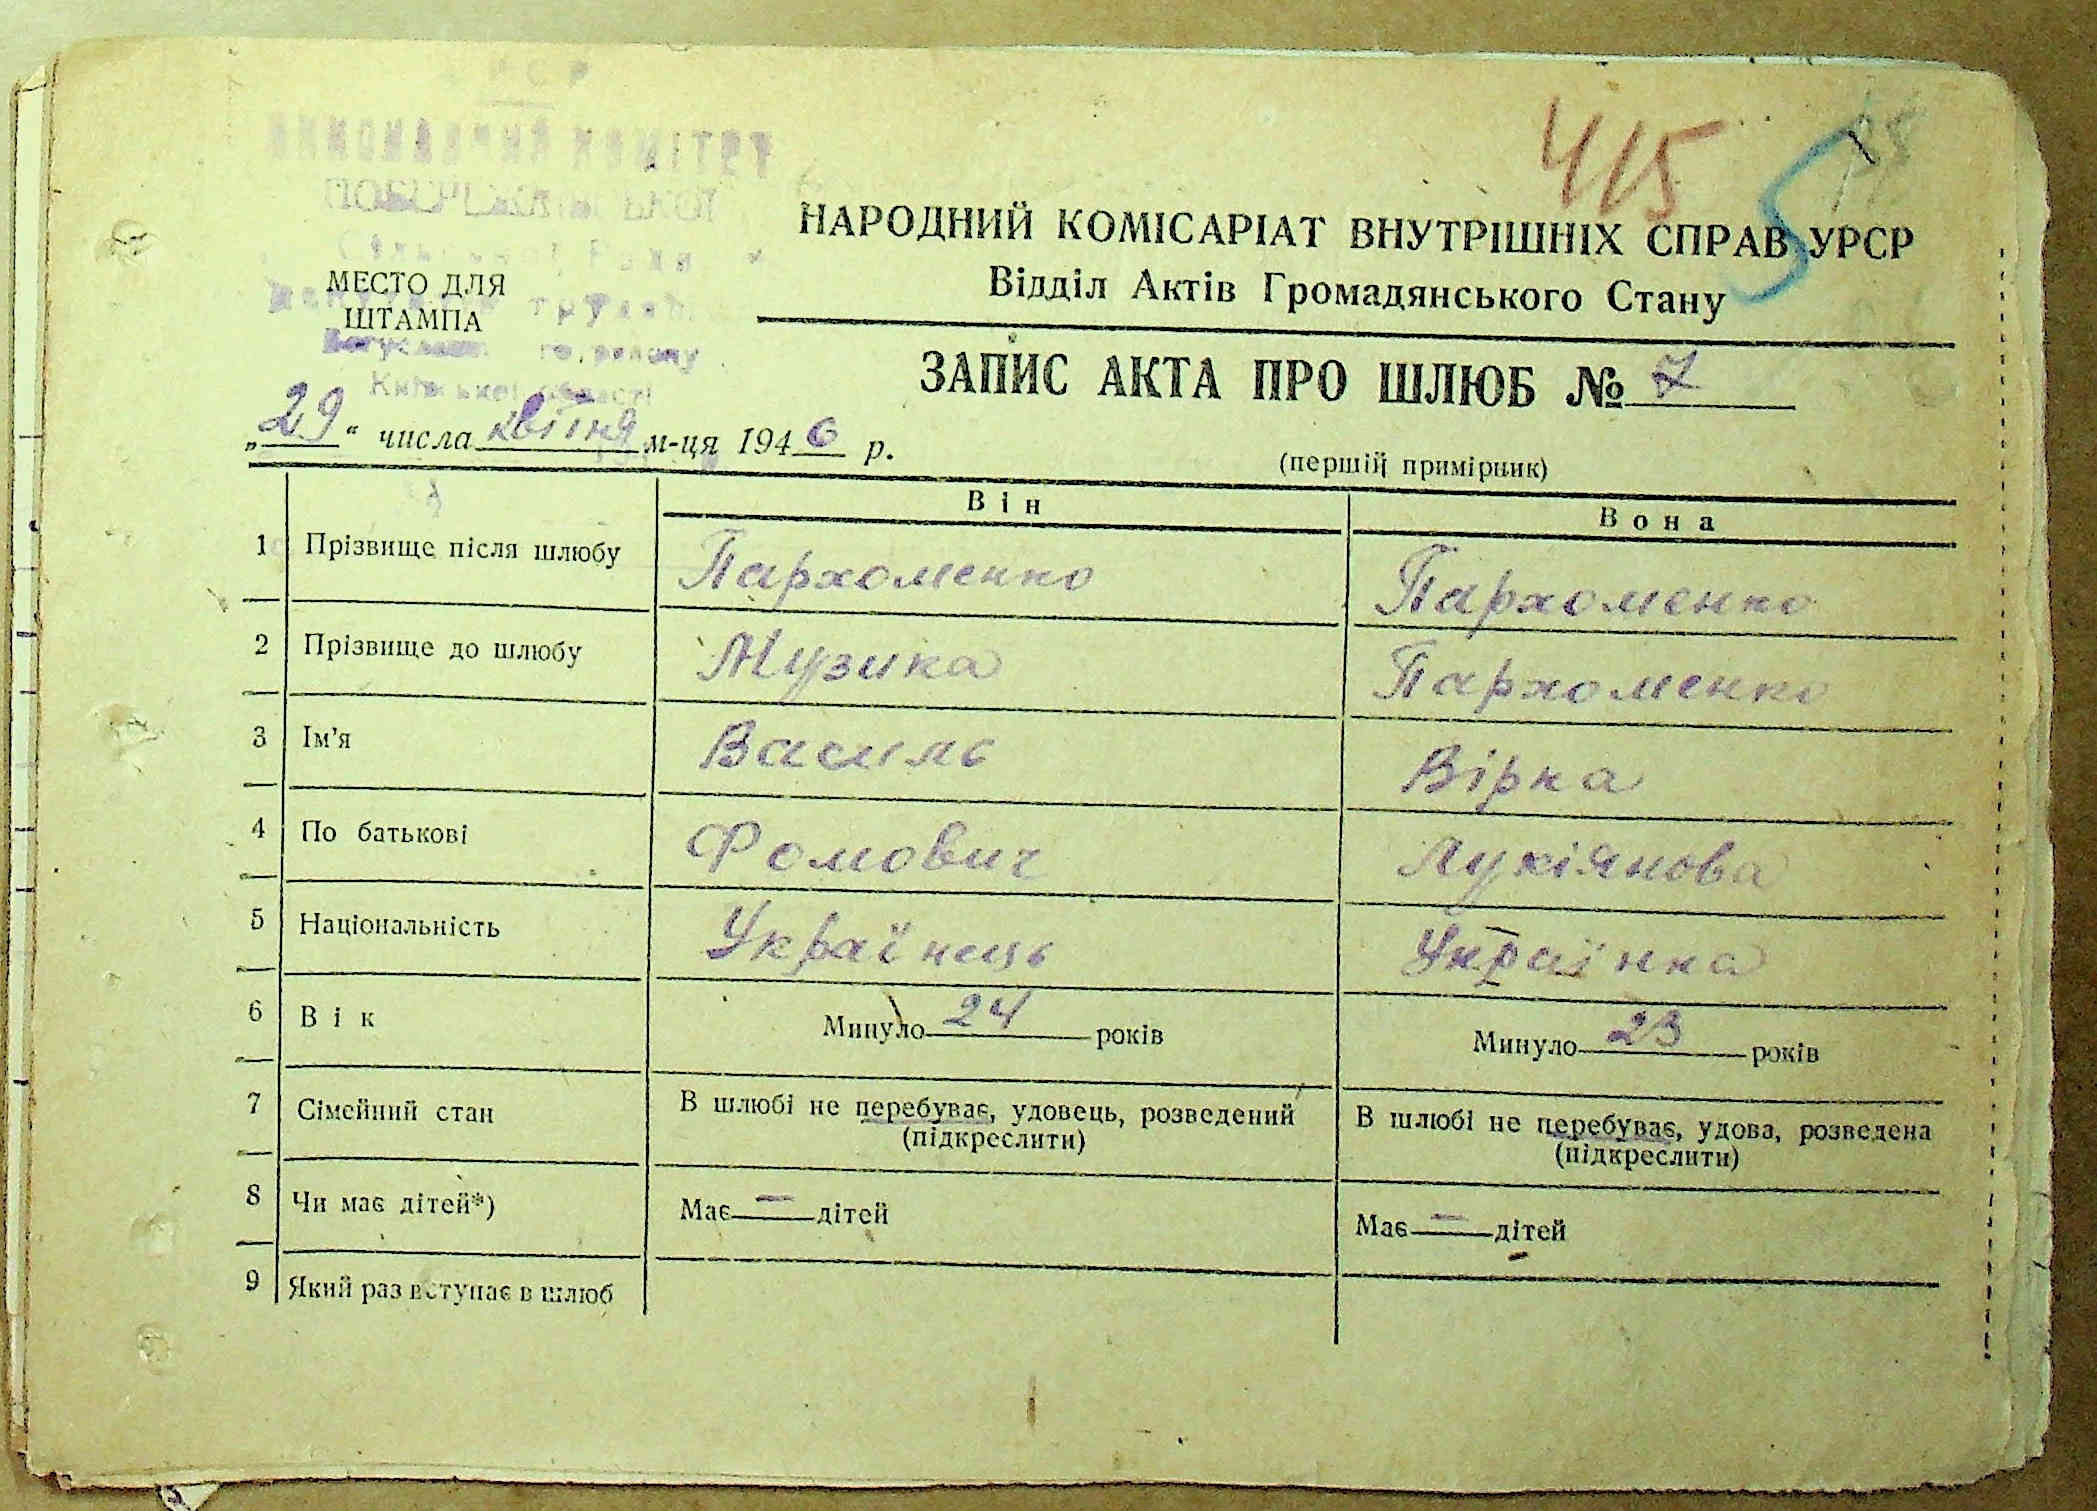 УРСР
ВИКОНАВЧИЙ КОМІТЕТ
415
5
НАРОДНИЙ КОМІСАРІАТ ВНУТРІШНІХ СПРАВ УРСР
Відділ Актів Громадянського Стану
МЕСТО ДЛЯ
ШТАМПА
Київської області
ЗАПИС АКТА ПРО ШЛЮБ № 7
„29“ числа квітня м-ця 1946 р.
(першій примірник)
Він Вона
1 Прізвище після шлюбу Пархоменко Пархоменко
2 Прізвище до шлюбу Музика Пархоменко
3 Ім'я Василь Вірка
4 По батькові Фомович Лукіянова
5 Національність Українець Українка
6 Вік Минуло 24 років Минуло 23 років
7 Сімейний стан В шлюбі не перебуває, удовець, розведений В шлюбі не перебуває, удова, розведена
(підкреслити) (підкреслити)
8 Чи має дітей*) Має — дітей Має — дітей
9 Який раз вступає в шлюб